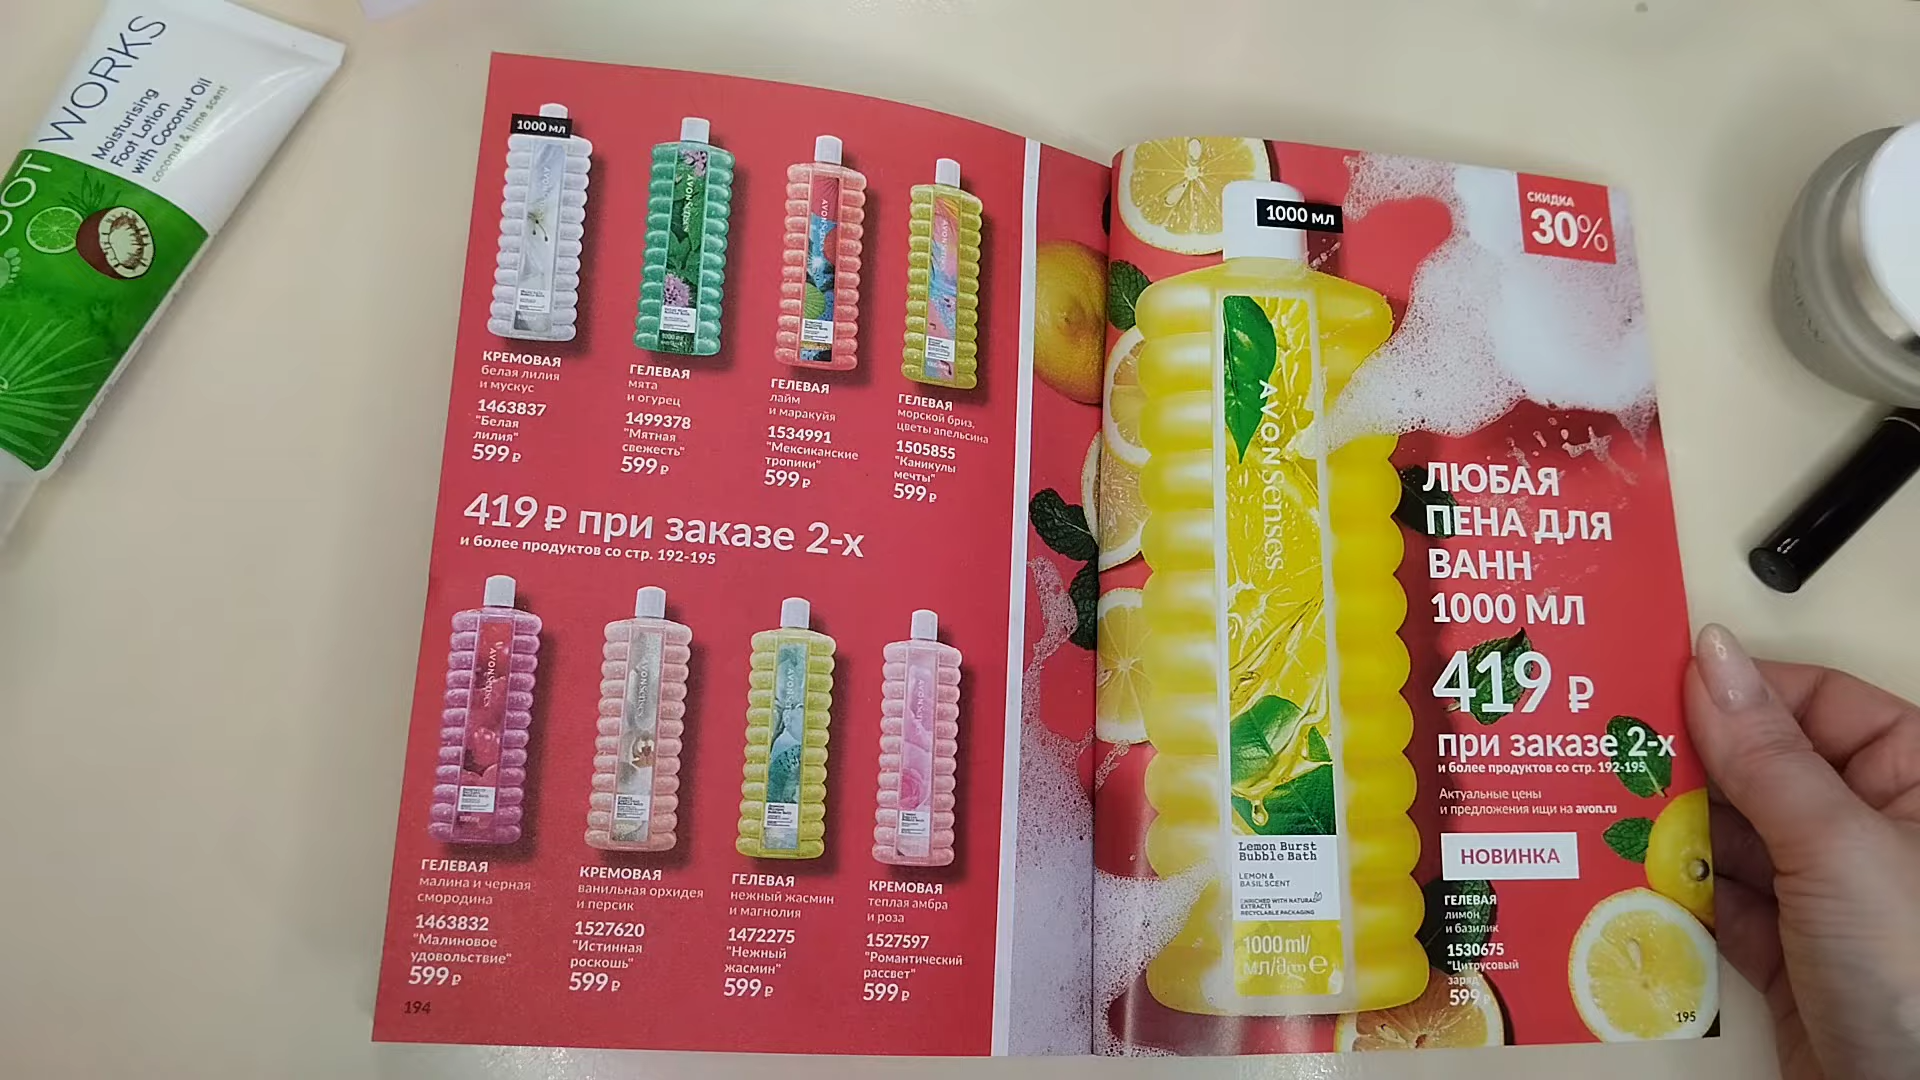 WORKS
Moisturising
Foot Lotion
with Coconut Oil
coconut & lime scent
1000 мл
КРЕМОВАЯ
белая лилия
и мускус
1463837
"Белая
лилия"
599 ₽
ГЕЛЕВАЯ
мята
и огурец
1499378
"Мятная
свежесть"
599 ₽
ГЕЛЕВАЯ
лайм
и маракуйя
1534991
"Мексиканские
тропики"
599 ₽
ГЕЛЕВАЯ
морской бриз,
цветы апельсина
1505855
"Каникулы
мечты"
599 ₽
419 ₽ при заказе 2-х
и более продуктов со стр. 192-195
ГЕЛЕВАЯ
малина и черная
смородина
1463832
"Малиновое
удовольствие"
599 ₽
КРЕМОВАЯ
ванильная орхидея
и персик
1527620
"Истинная
роскошь"
599 ₽
ГЕЛЕВАЯ
нежный жасмин
и магнолия
1472275
"Нежный
жасмин"
599 ₽
КРЕМОВАЯ
теплая амбра
и роза
1527597
"Романтический
рассвет"
599 ₽
194
1000 мл
СКИДКА
30%
AVON senses
Lemon Burst
Bubble Bath
LEMON &
BASIL SCENT
ENRICHED WITH NATURAL
EXTRACTS
RECYCLABLE PACKAGING
1000 ml/
мл/მლ e
ЛЮБАЯ
ПЕНА ДЛЯ
ВАНН
1000 МЛ
419 ₽
при заказе 2-х
и более продуктов со стр. 192-195
Актуальные цены
и предложения ищи на avon.ru
НОВИНКА
ГЕЛЕВАЯ
лимон
и базилик
1530675
"Цитрусовый
заряд"
599 ₽
195